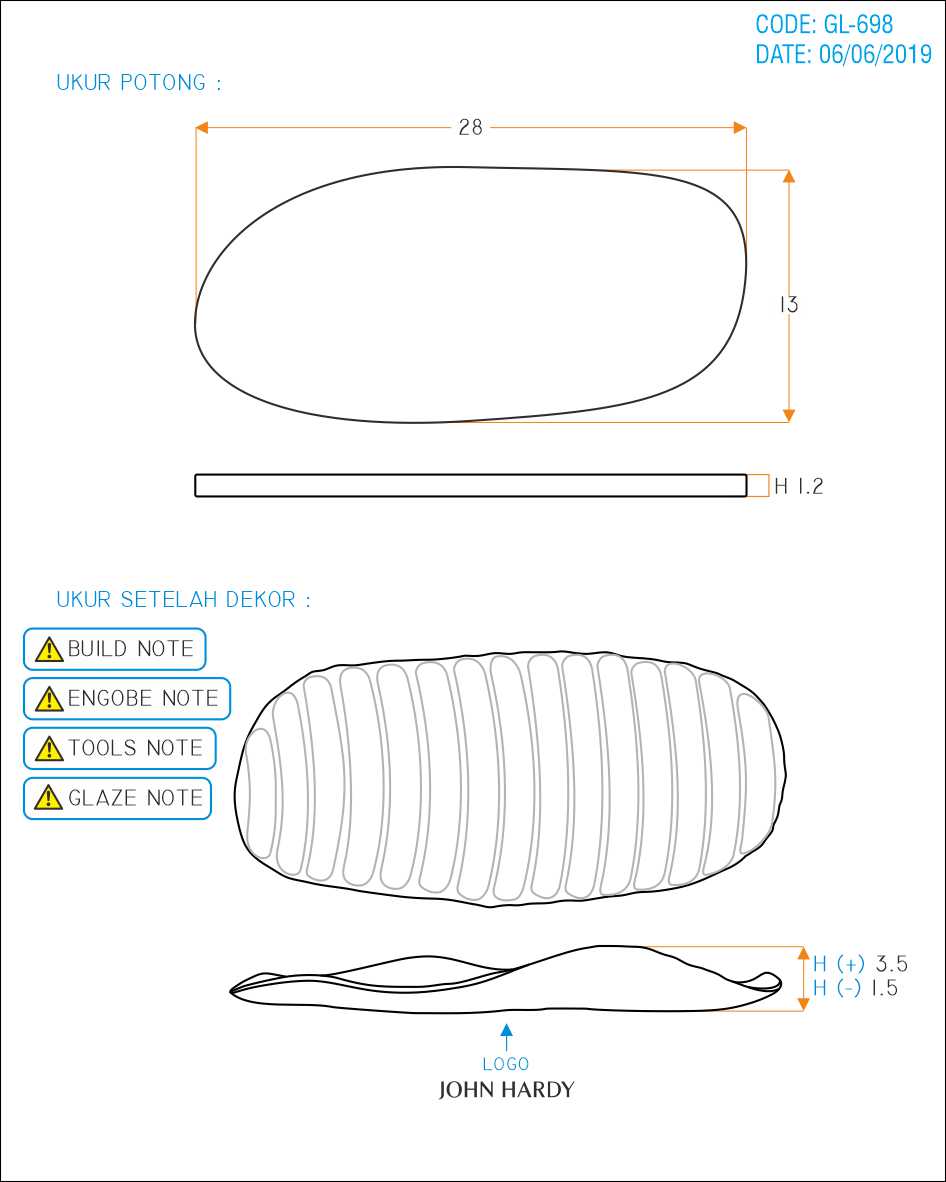 CODE: GL-698
DATE: 06/06/2019
UKUR POTONG :
28
13
H 1.2
UKUR SETELAH DEKOR :
BUILD NOTE
ENGOBE NOTE
TOOLS NOTE
GLAZE NOTE
H (+) 3.5
H (-) 1.5
LOGO
JOHN HARDY